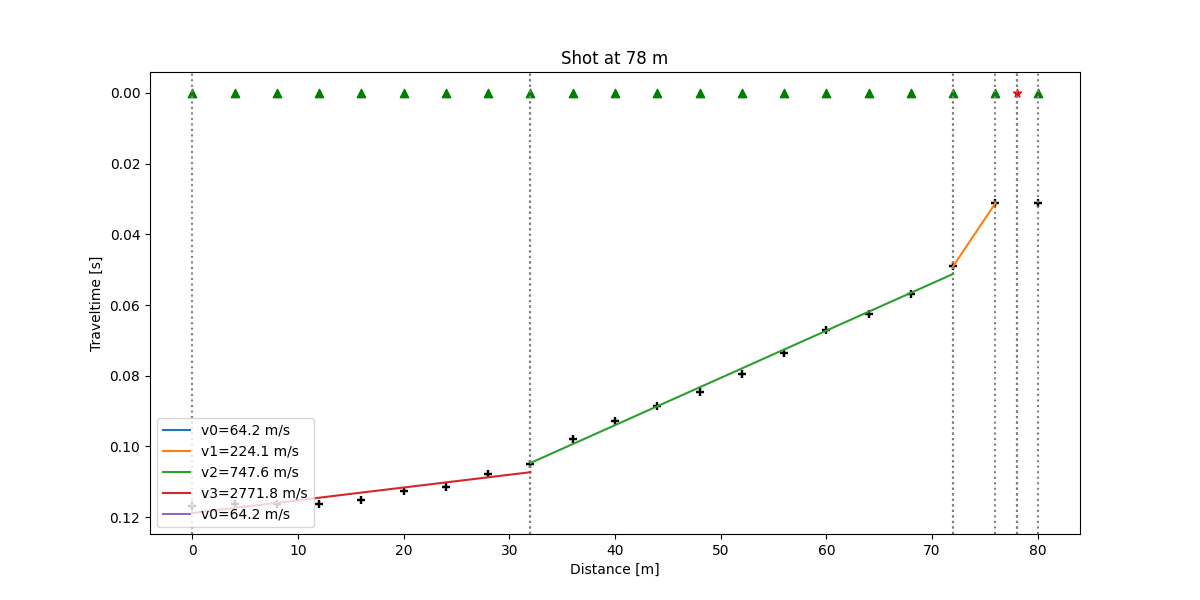 Shot at 78 m
0.00
0.02
0.04
0.06
0.08
0.10
0.12
Traveltime [s]
v0=64.2 m/s
v1=224.1 m/s
v2=747.6 m/s
v3=2771.8 m/s
v0=64.2 m/s
0 10 20 30 40 50 60 70 80
Distance [m]